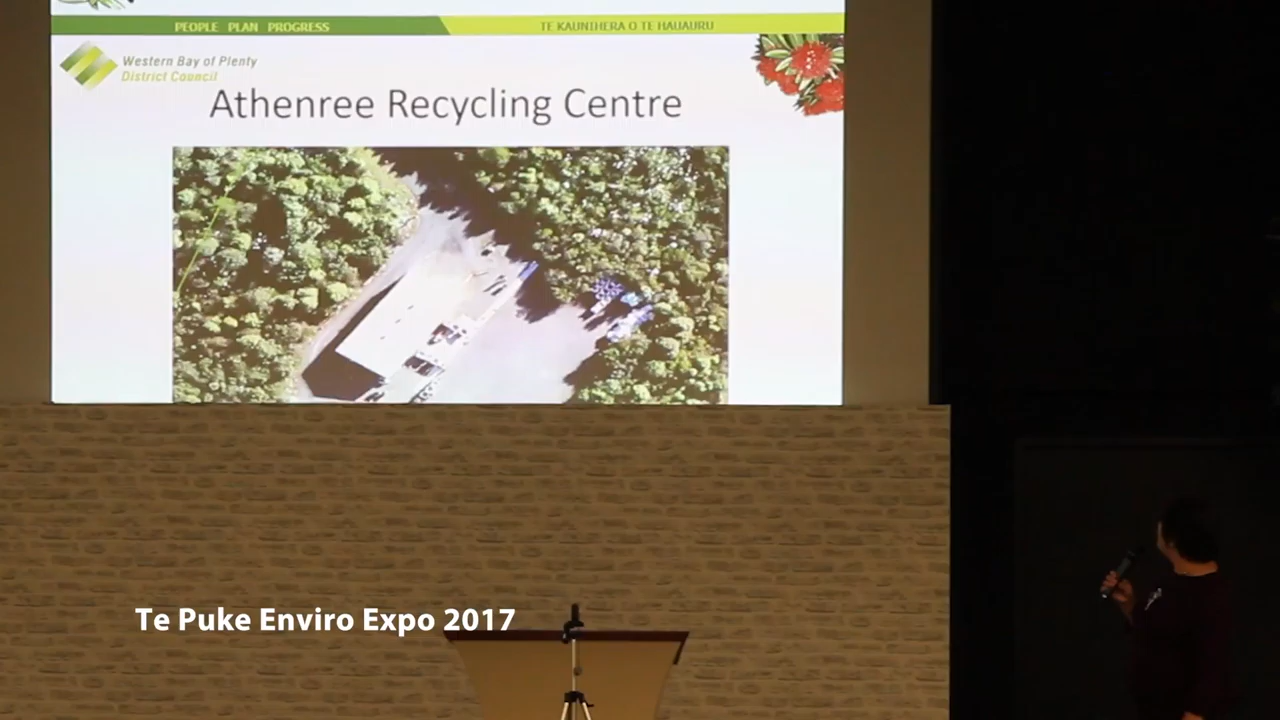 PEOPLE PLAN PROGRESS
TE KAUNIHERA O TE HAUAURU
Western Bay of Plenty
District Council
Athenree Recycling Centre
Te Puke Enviro Expo 2017